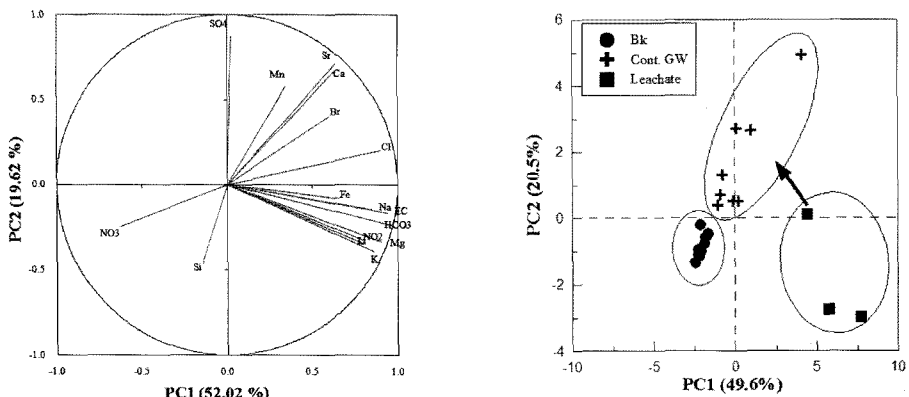 1.0
0.5
0.0
-0.5
-1.0
PC2 (19.62 %)
SO4
Sr
Ca
Mn
Br
Cl
Fe
Na
EC
HCO3
NO2
Mg
K
NO3
Si
-1.0
-0.5
0.0
0.5
1.0
PC1 (52.02 %)
6
4
2
0
-2
-4
PC2 (20.5%)
Bk
Cont. GW
Leachate
-10
-5
0
5
10
PC1 (49.6%)